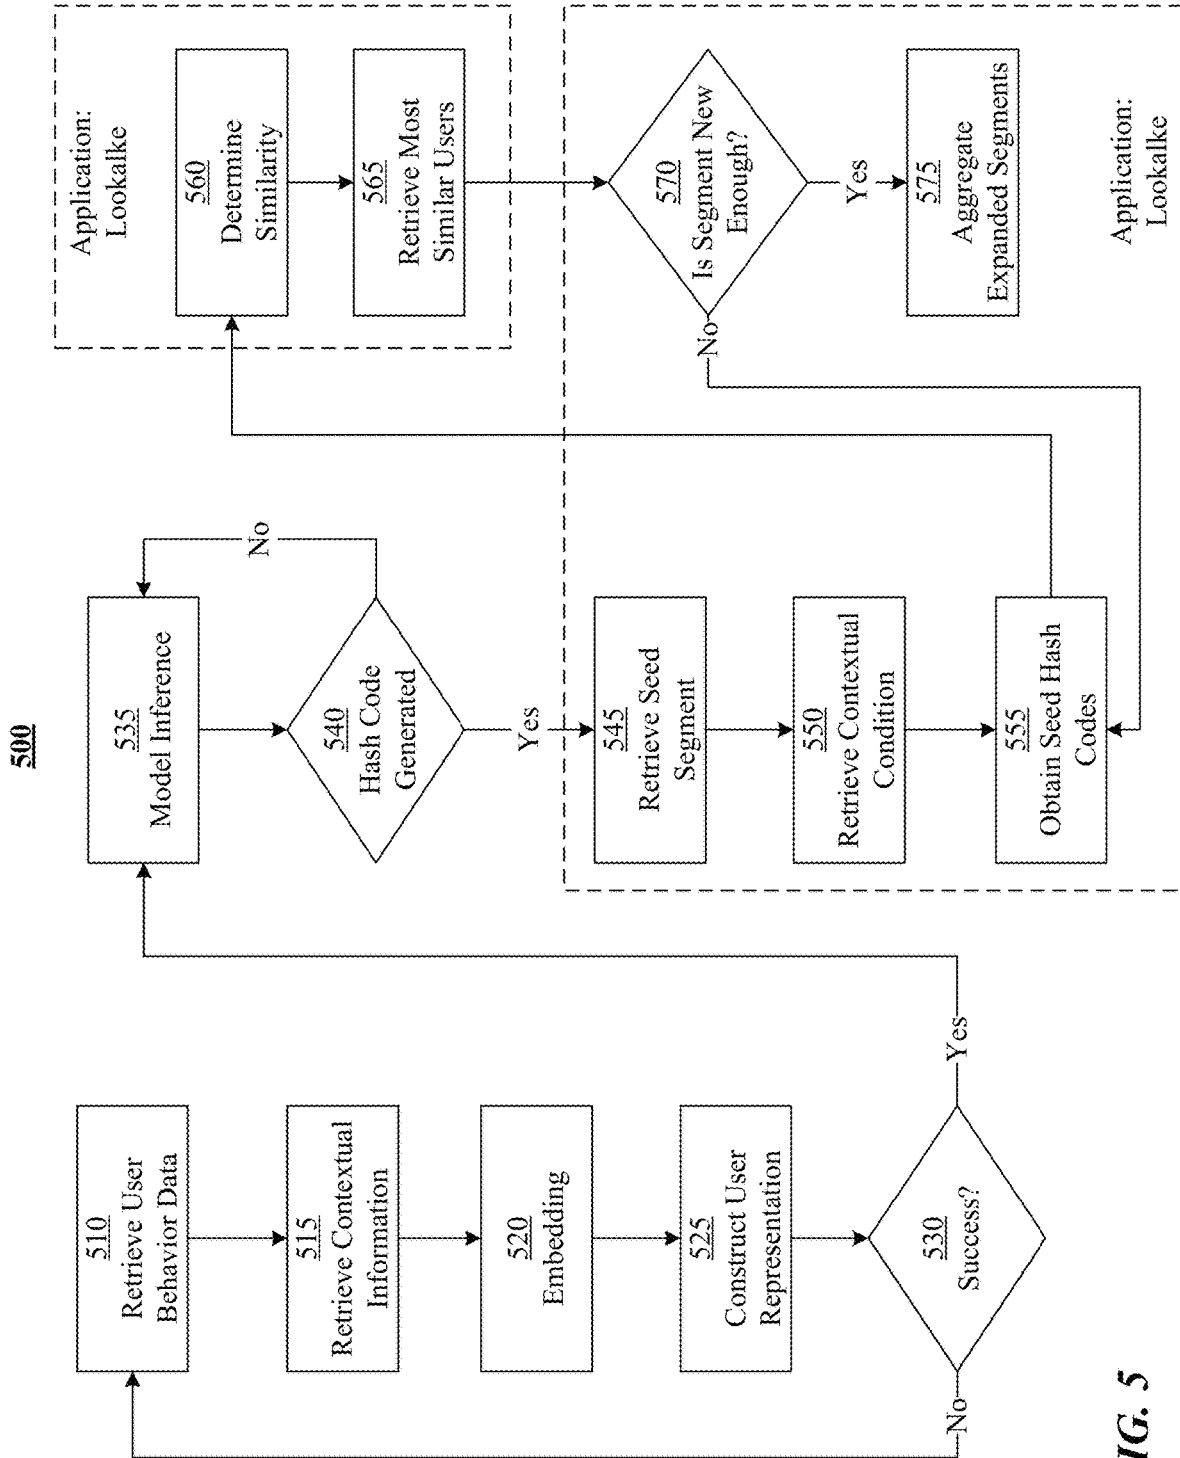 500
510
Retrieve User
Behavior Data
515
Retrieve Contextual
Information
520
Embedding
525
Construct User
Representation
530
Success?
No
Yes
535
Model Inference
540
Hash Code
Generated
No
Yes
545
Retrieve Seed
Segment
550
Retrieve Contextual
Condition
555
Obtain Seed Hash
Codes
Application:
Lookalke
560
Determine
Similarity
565
Retrieve Most
Similar Users
570
Is Segment New
Enough?
No
Yes
575
Aggregate
Expanded Segments
Application:
Lookalke
IG. 5